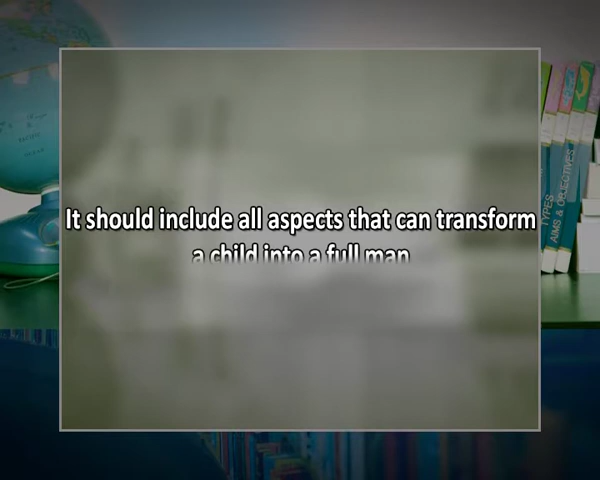 It should include all aspects that can transform
a child into a full man
TYPES
AIMS & OBJECTIVES